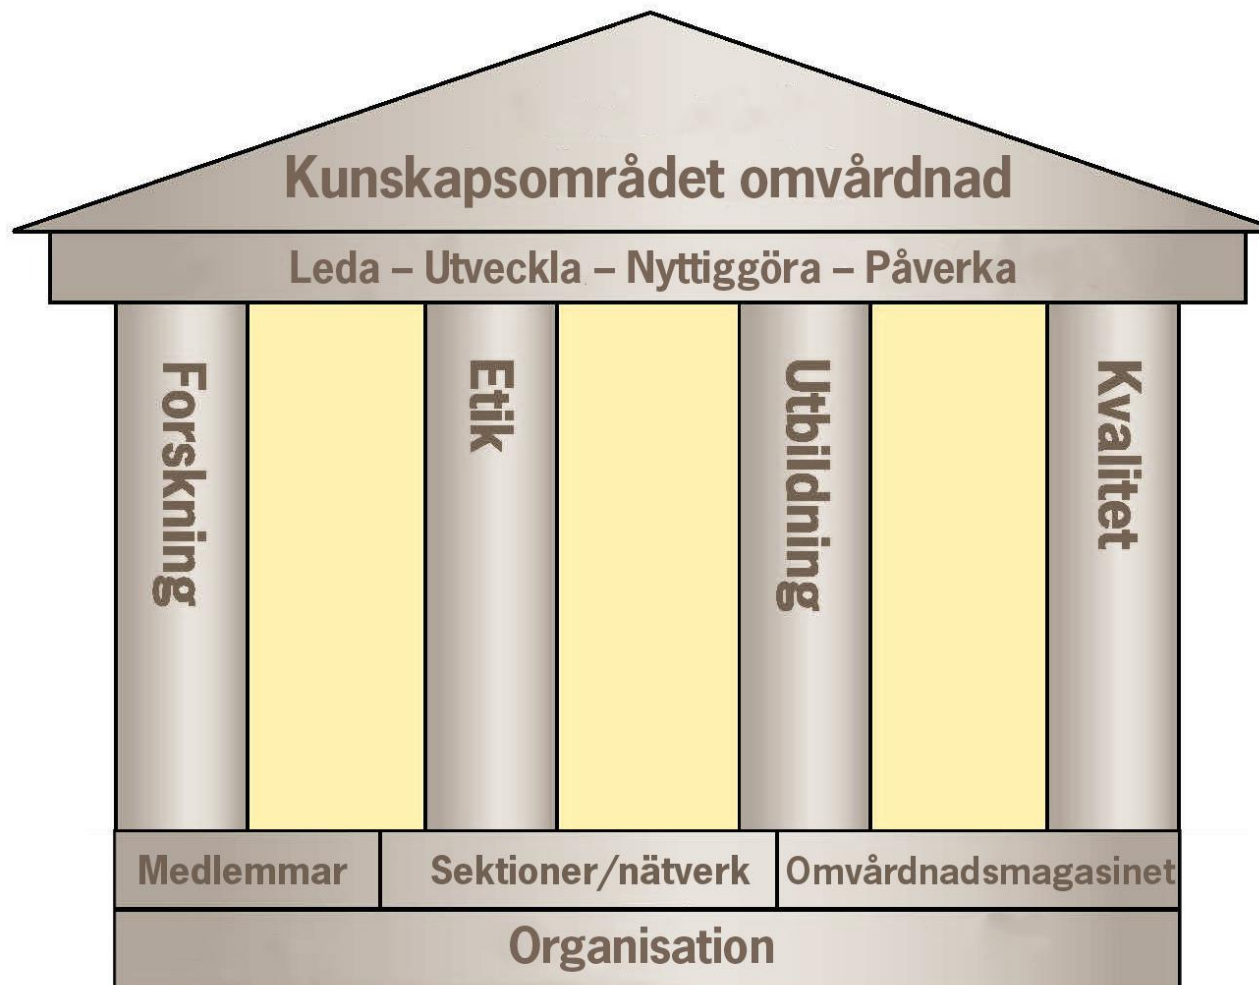 Kunskapsområdet omvårdnad
Leda – Utveckla – Nyttiggöra – Påverka
Forskning
Etik
Utbildning
Kvalitet
Medlemmar
Sektioner/nätverk
Omvårdnadsmagasinet
Organisation